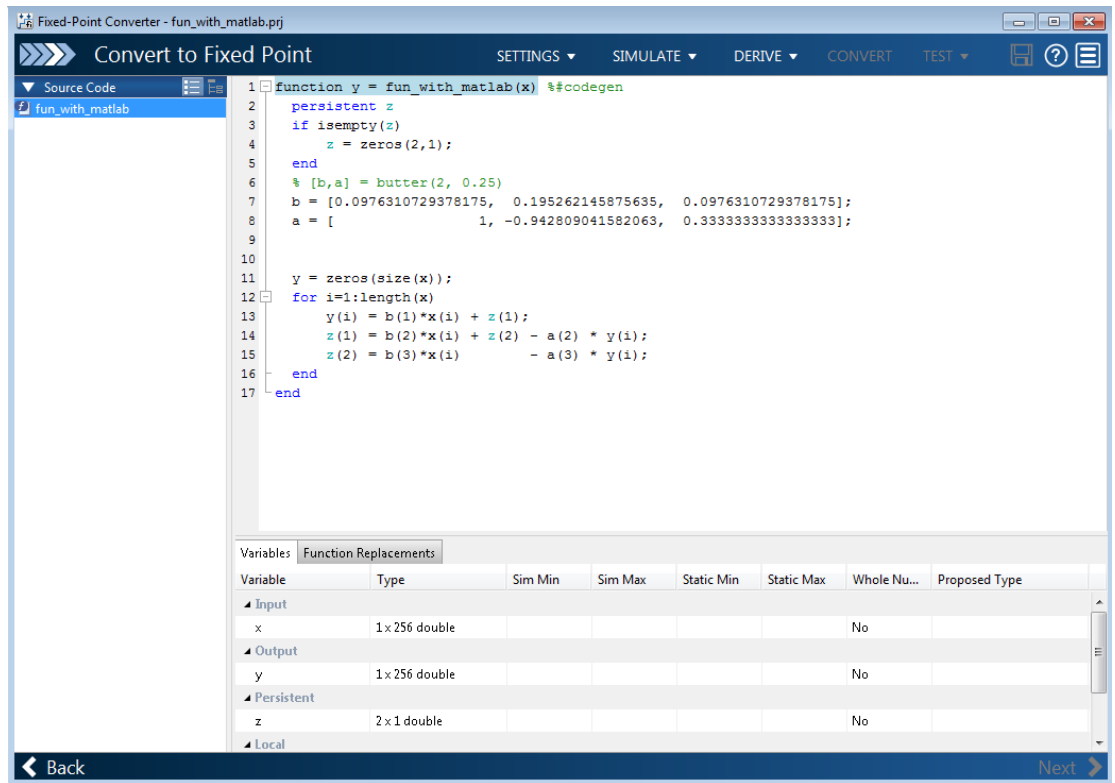 Fixed-Point Converter - fun_with_matlab.prj
Convert to Fixed Point SETTINGS ▼ SIMULATE ▼ DERIVE ▼ CONVERT TEST ▼
▼ Source Code
fun_with_matlab
1 function y = fun_with_matlab(x) %#codegen
2 persistent z
3 if isempty(z)
4 z = zeros(2,1);
5 end
6 % [b,a] = butter(2, 0.25)
7 b = [0.0976310729378175, 0.195262145875635, 0.0976310729378175];
8 a = [ 1, -0.942809041582063, 0.3333333333333333];
9
10
11 y = zeros(size(x));
12 for i=1:length(x)
13 y(i) = b(1)*x(i) + z(1);
14 z(1) = b(2)*x(i) + z(2) - a(2) * y(i);
15 z(2) = b(3)*x(i) - a(3) * y(i);
16 end
17 end
Variables Function Replacements
Variable Type Sim Min Sim Max Static Min Static Max Whole Nu... Proposed Type
Input
x 1 x 256 double No
Output
y 1 x 256 double No
Persistent
z 2 x 1 double No
Local
Back Next